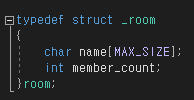 typedef struct _room
{
    char name[MAX_SIZE];
    int member_count;
}room;